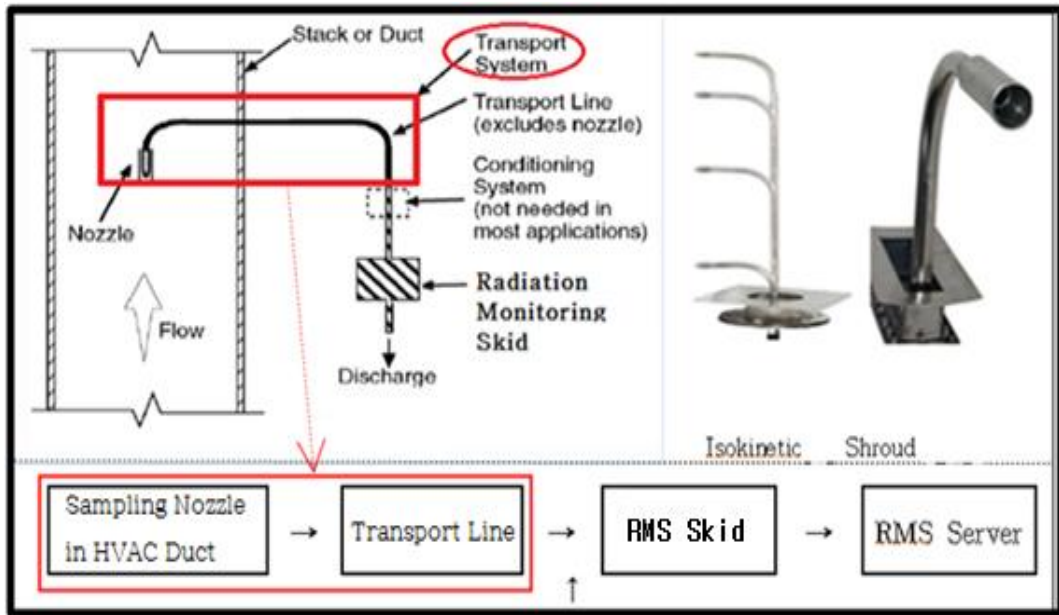 Stack or Duct
Transport
System
Transport Line
(excludes nozzle)
Conditioning
System
(not needed in
most applications)
Nozzle
Radiation
Monitoring
Skid
Flow
Discharge
Isokinetic Shroud
Sampling Nozzle
in HVAC Duct
→
Transport Line
→
RMS Skid
→
RMS Server
↑